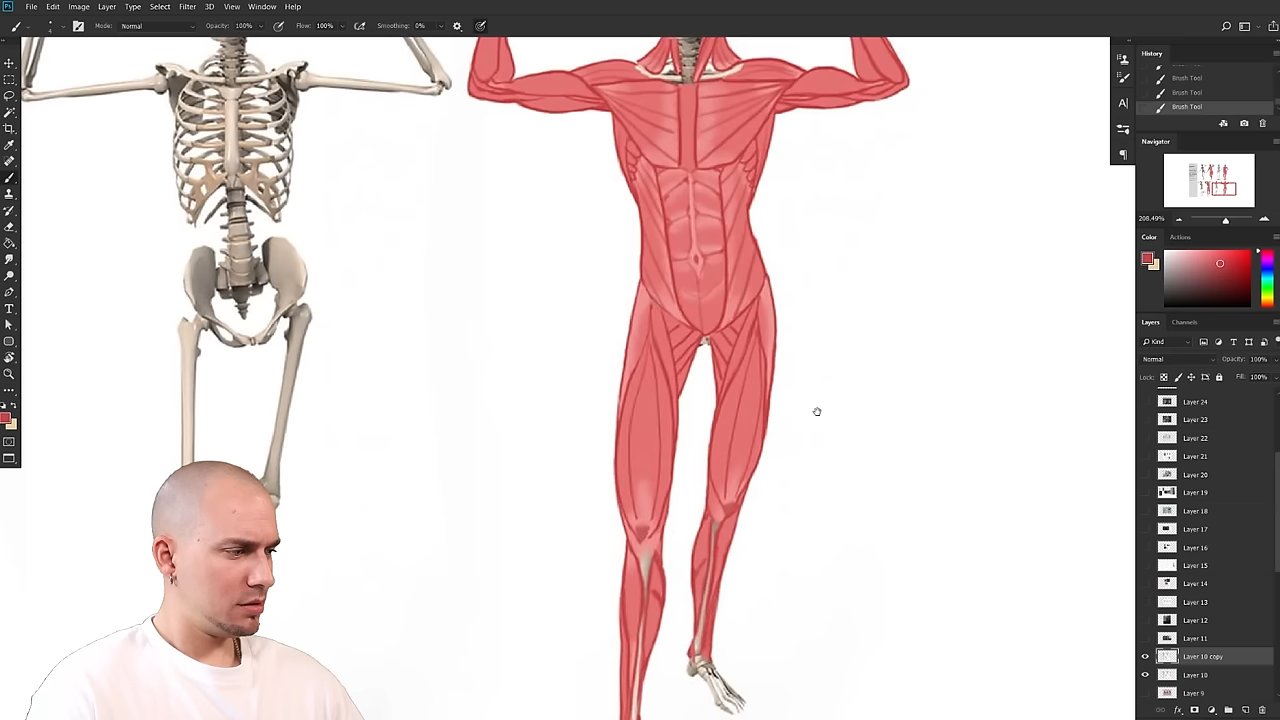 Ps File Edit Image Layer Type Select Filter 3D View Window Help
4 Mode: Normal Opacity: 100% Flow: 100% Smoothing: 0%
History
Brush Tool
Brush Tool
Brush Tool
Navigator
208.49%
Color Actions
Layers Channels
Kind
Normal Opacity: 100%
Lock: Fill: 100%
Layer 24
Layer 23
Layer 22
Layer 21
Layer 20
Layer 19
Layer 18
Layer 17
Layer 16
Layer 15
Layer 14
Layer 13
Layer 12
Layer 11
Layer 10 copy
Layer 10
Layer 9